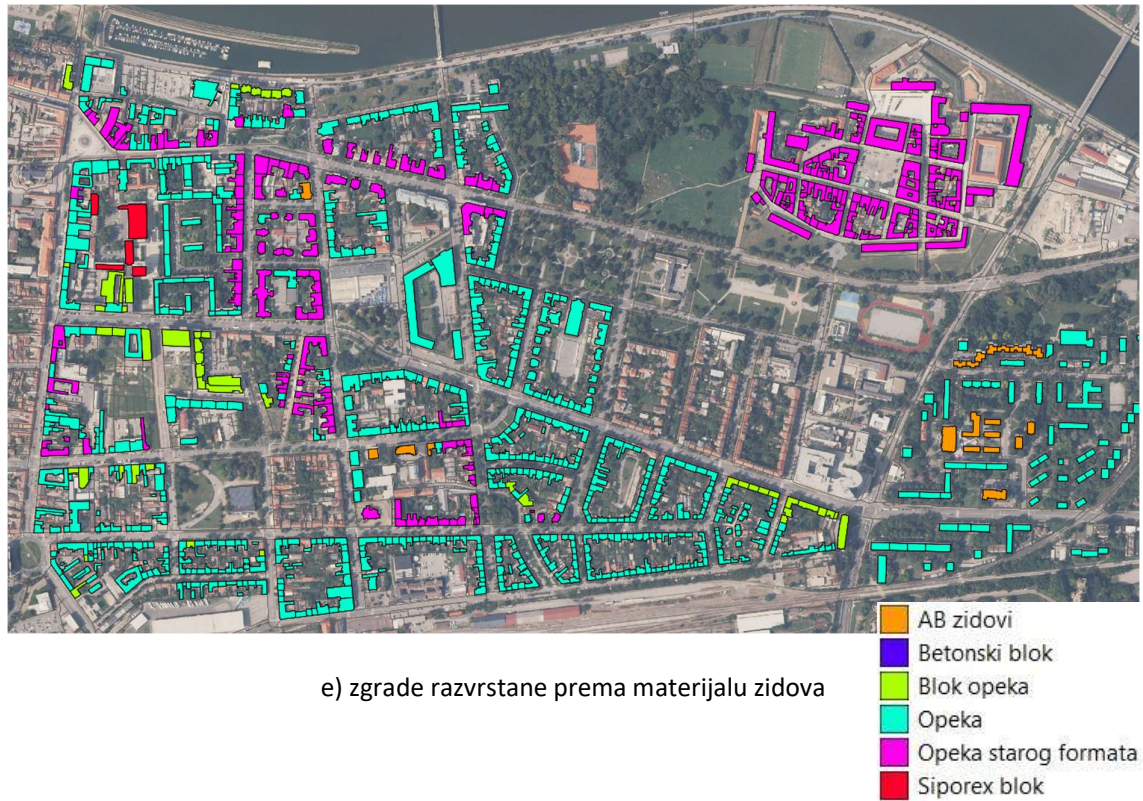 e) zgrade razvrstane prema materijalu zidova
AB zidovi
Betonski blok
Blok opeka
Opeka
Opeka starog formata
Siporex blok